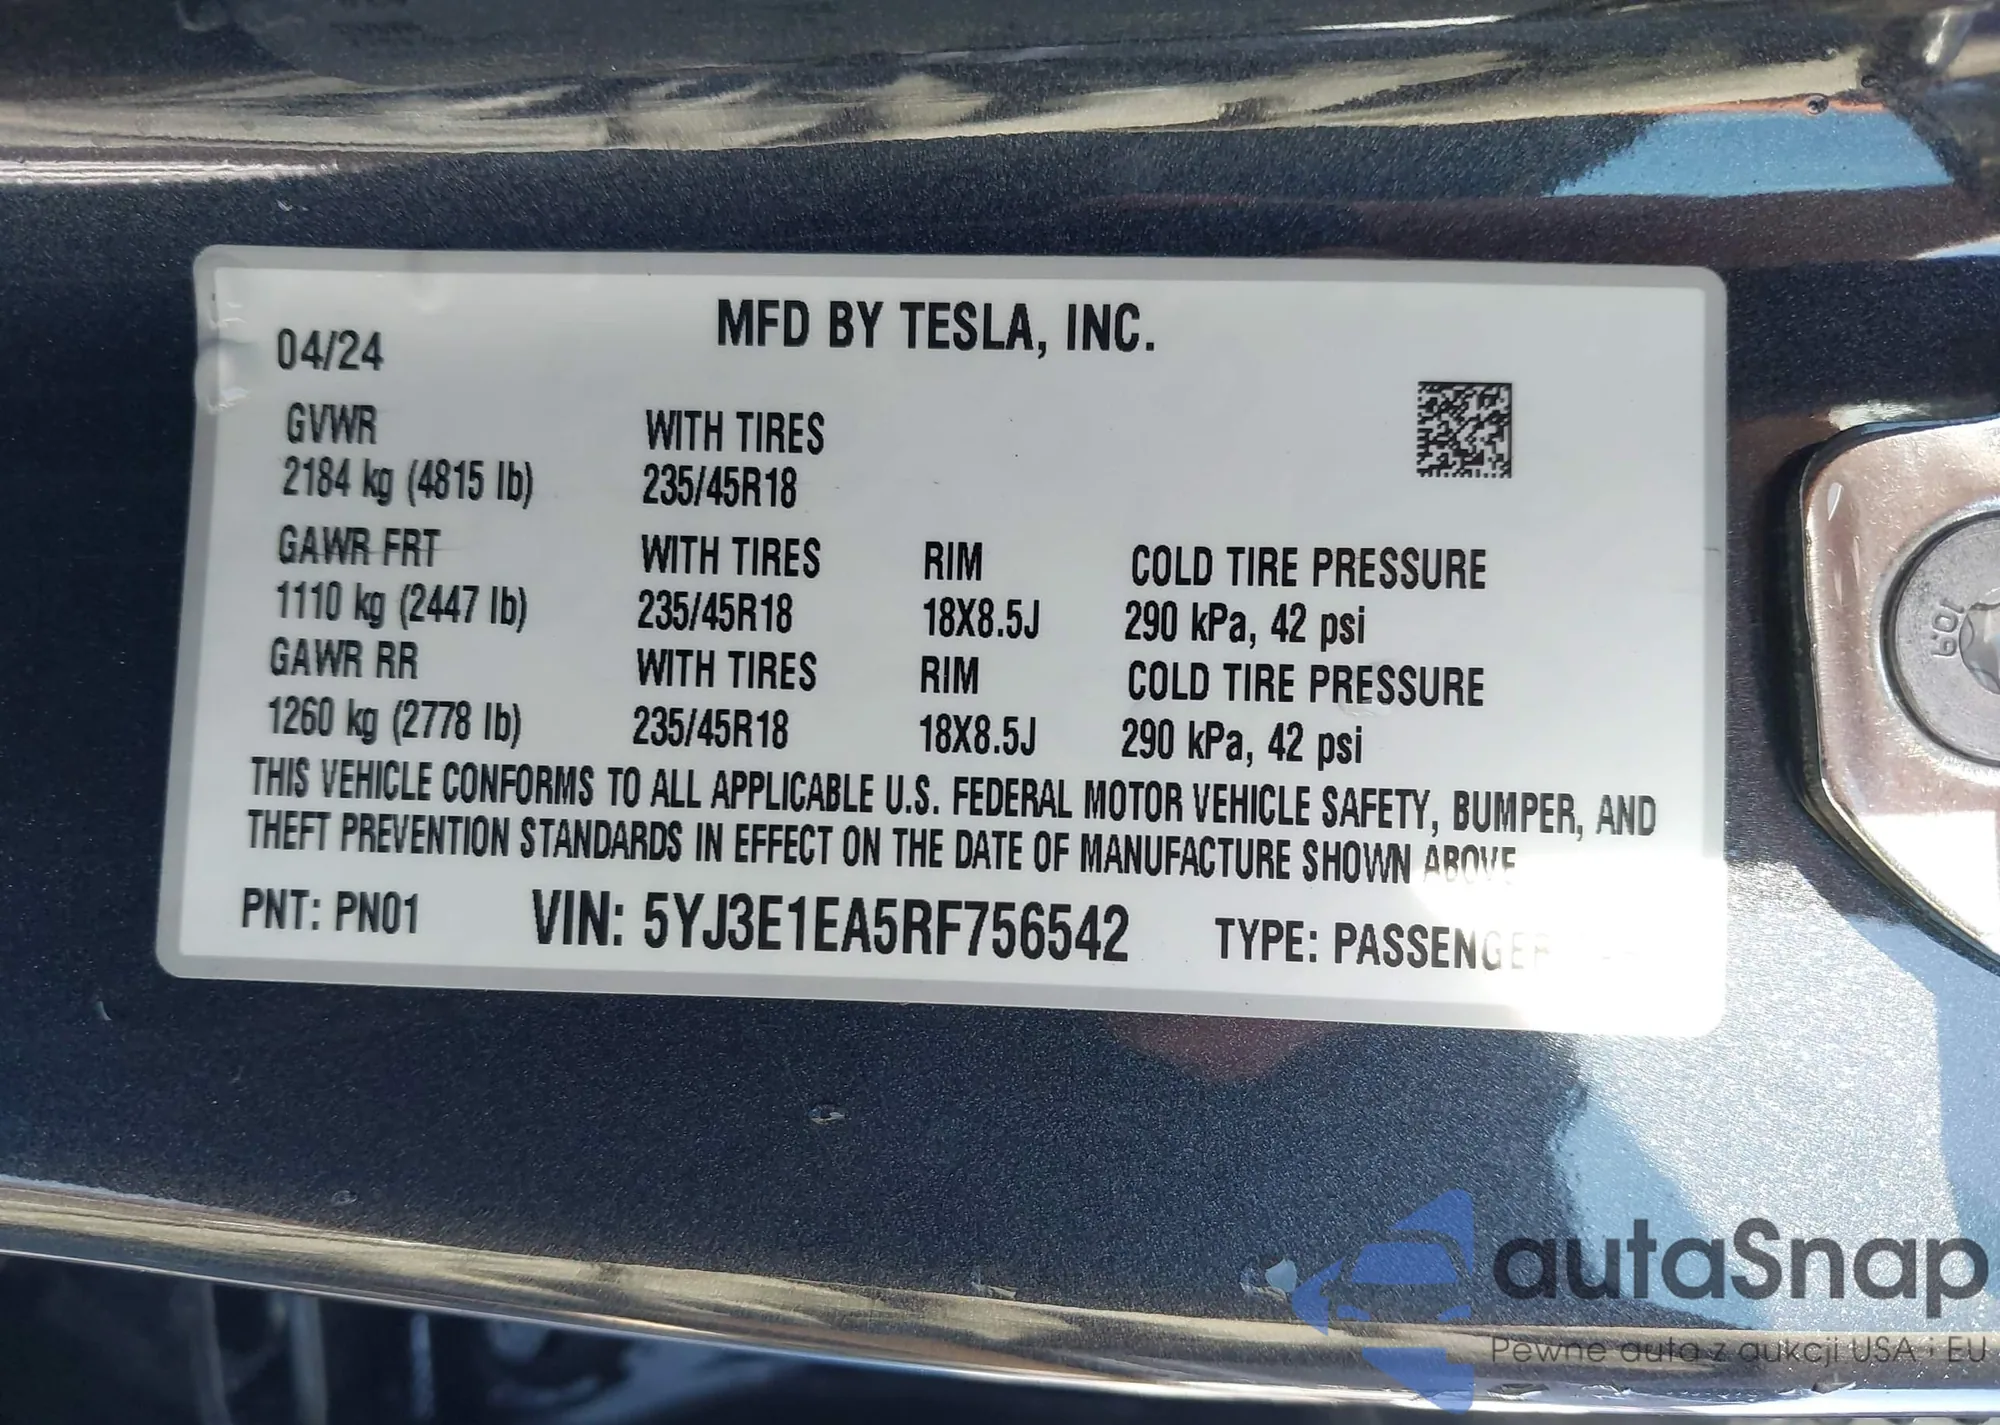 MFD BY TESLA, INC.
04/24
GVWR WITH TIRES
2184 kg (4815 lb) 235/45R18
GAWR FRT WITH TIRES RIM COLD TIRE PRESSURE
1110 kg (2447 lb) 235/45R18 18X8.5J 290 kPa, 42 psi
GAWR RR WITH TIRES RIM COLD TIRE PRESSURE
1260 kg (2778 lb) 235/45R18 18X8.5J 290 kPa, 42 psi
THIS VEHICLE CONFORMS TO ALL APPLICABLE U.S. FEDERAL MOTOR VEHICLE SAFETY, BUMPER, AND
THEFT PREVENTION STANDARDS IN EFFECT ON THE DATE OF MANUFACTURE SHOWN ABOVE
PNT: PN01 VIN: 5YJ3E1EA5RF756542 TYPE: PASSENGER
10.9
autaSnap
Pewne auta z aukcji USA i EU